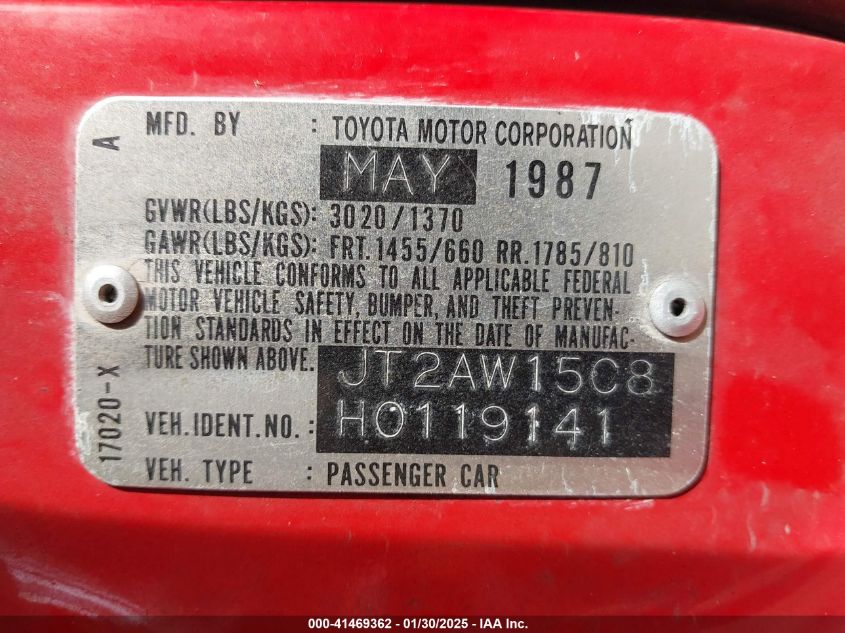 A
MFD. BY : TOYOTA MOTOR CORPORATION
MAY 1987
GVWR(LBS/KGS): 3020/1370
GAWR(LBS/KGS): FRT. 1455/660 RR. 1785/810
THIS VEHICLE CONFORMS TO ALL APPLICABLE FEDERAL
MOTOR VEHICLE SAFETY, BUMPER, AND THEFT PREVEN-
TION STANDARDS IN EFFECT ON THE DATE OF MANUFAC-
TURE SHOWN ABOVE. JT2AW15C8
VEH. IDENT. NO. : H0119141
VEH. TYPE : PASSENGER CAR
17020-X
000-41469362 - 01/30/2025 - IAA Inc.